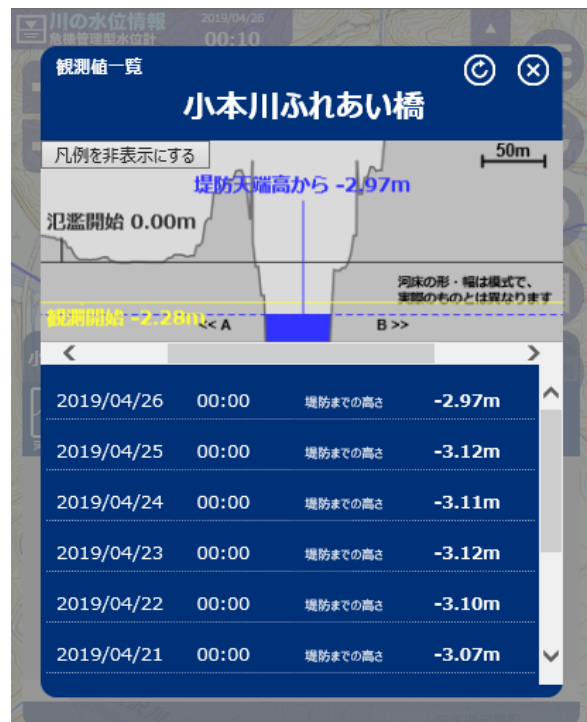 川の水位情報
危機管理型水位計
2019/04/26
00:10
観測値一覧
小本川ふれあい橋
凡例を非表示にする
50m
堤防天端高から -2.97m
氾濫開始 0.00m
河床の形・幅は模式で、
実際のものとは異なります
観測開始 -2.28m
<< A
B >>
2019/04/26 00:00 堤防までの高さ -2.97m
2019/04/25 00:00 堤防までの高さ -3.12m
2019/04/24 00:00 堤防までの高さ -3.11m
2019/04/23 00:00 堤防までの高さ -3.12m
2019/04/22 00:00 堤防までの高さ -3.10m
2019/04/21 00:00 堤防までの高さ -3.07m